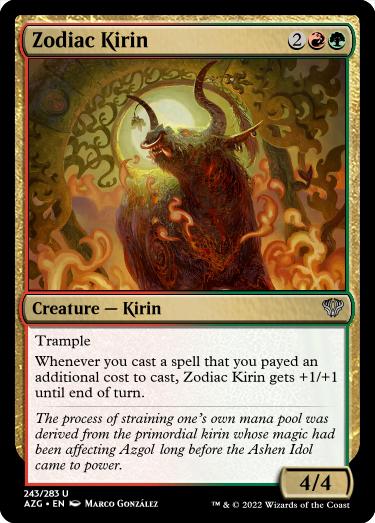 Zodiac Kirin 2
Creature — Kirin
Trample
Whenever you cast a spell that you payed an
additional cost to cast, Zodiac Kirin gets +1/+1
until end of turn.
The process of straining one's own mana pool was
derived from the primordial kirin whose magic had
been affecting Azgol long before the Ashen Idol
came to power.
4/4
243/283 U
AZG • EN Marco González ™ & © 2022 Wizards of the Coast